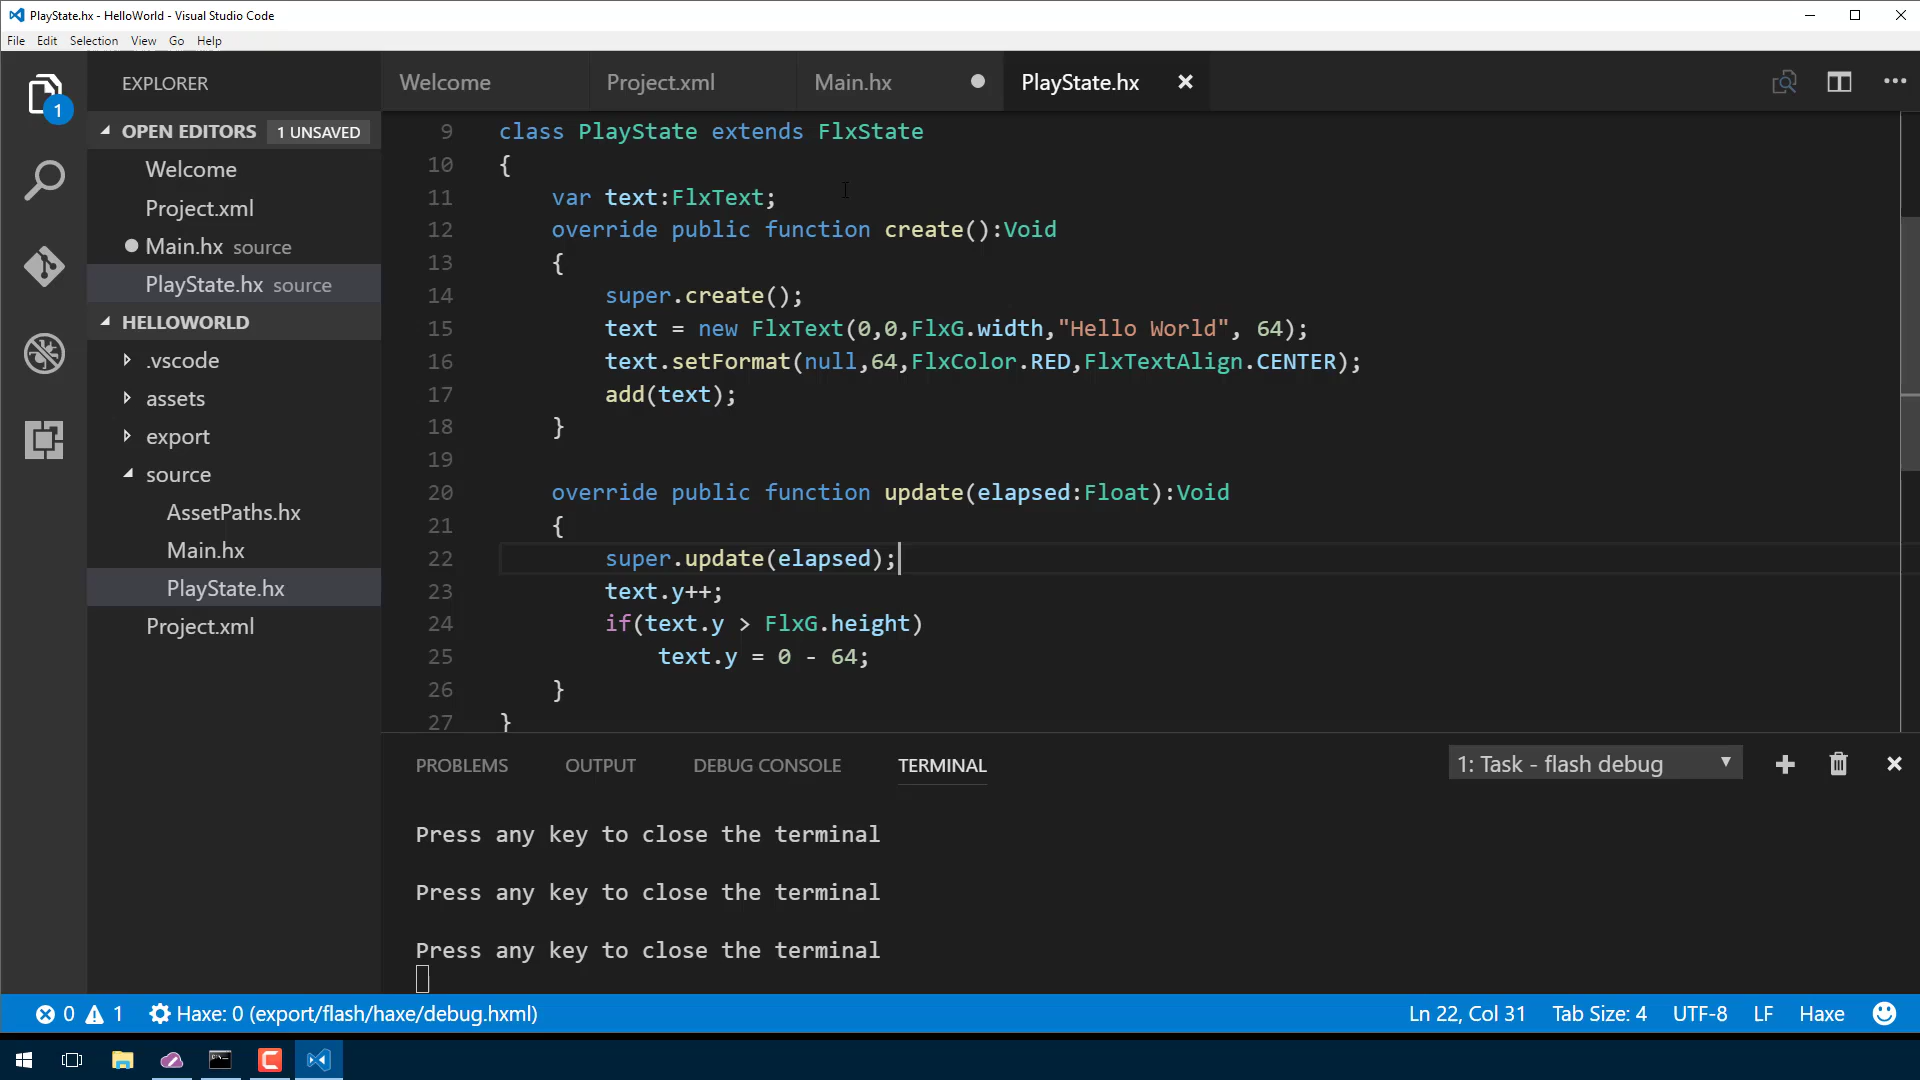 PlayState.hx - HelloWorld - Visual Studio Code
File Edit Selection View Go Help
EXPLORER
Welcome
Project.xml
Main.hx
PlayState.hx
1
OPEN EDITORS 1 UNSAVED
Welcome
Project.xml
Main.hx source
PlayState.hx source
HELLOWORLD
.vscode
assets
export
source
AssetPaths.hx
Main.hx
PlayState.hx
Project.xml
9 class PlayState extends FlxState
10 {
11 var text:FlxText;
12 override public function create():Void
13 {
14 super.create();
15 text = new FlxText(0,0,FlxG.width,"Hello World", 64);
16 text.setFormat(null,64,FlxColor.RED,FlxTextAlign.CENTER);
17 add(text);
18 }
19
20 override public function update(elapsed:Float):Void
21 {
22 super.update(elapsed);
23 text.y++;
24 if(text.y > FlxG.height)
25 text.y = 0 - 64;
26 }
27 }
PROBLEMS OUTPUT DEBUG CONSOLE TERMINAL 1: Task - flash debug
Press any key to close the terminal
Press any key to close the terminal
Press any key to close the terminal
0 1 Haxe: 0 (export/flash/haxe/debug.hxml) Ln 22, Col 31 Tab Size: 4 UTF-8 LF Haxe